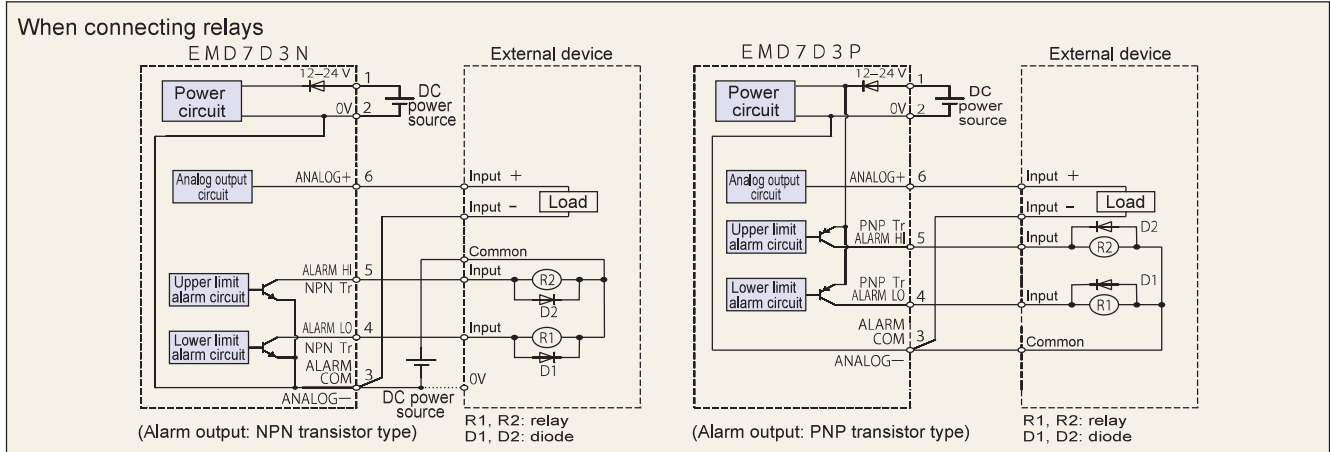 When connecting relays
EMD7D3N
External device
12–24 V
1
Power
circuit
DC
power
source
0V
2
Analog output
circuit
ANALOG+
6
Input +
Input −
Load
Common
Upper limit
alarm circuit
ALARM HI
5
NPN Tr
Input
R2
D2
Lower limit
alarm circuit
ALARM LO
4
NPN Tr
Input
R1
D1
ALARM
COM
3
ANALOG−
DC power
source
0V
(Alarm output: NPN transistor type)
R1, R2: relay
D1, D2: diode
EMD7D3P
External device
12–24 V
1
Power
circuit
DC
power
source
0V
2
Analog output
circuit
ANALOG+
6
Input +
Input −
Load
Upper limit
alarm circuit
PNP Tr
ALARM HI
5
Input
D2
R2
Lower limit
alarm circuit
PNP Tr
ALARM LO
4
Input
D1
R1
ALARM
COM
3
Common
ANALOG−
(Alarm output: PNP transistor type)
R1, R2: relay
D1, D2: diode